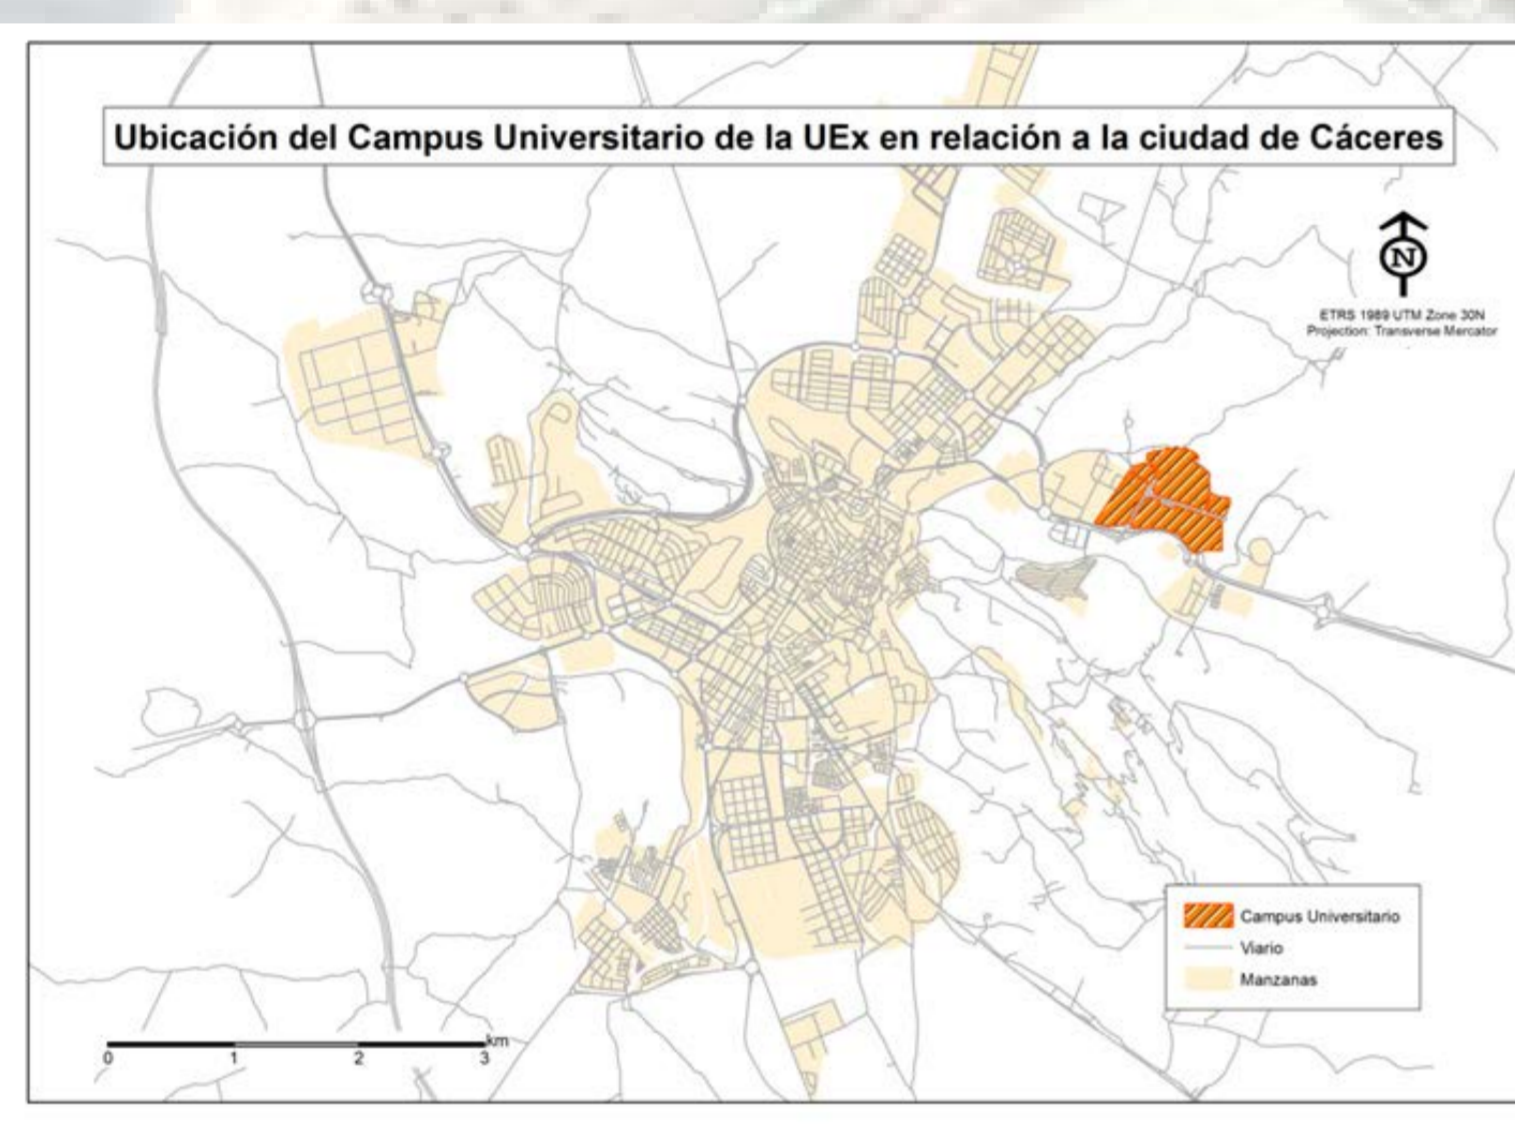 Ubicación del Campus Universitario de la UEx en relación a la ciudad de Cáceres
N
ETRS 1989 UTM Zone 30N
Projection: Transverse Mercator
Campus Universitario
Viario
Manzanas
km
0 1 2 3